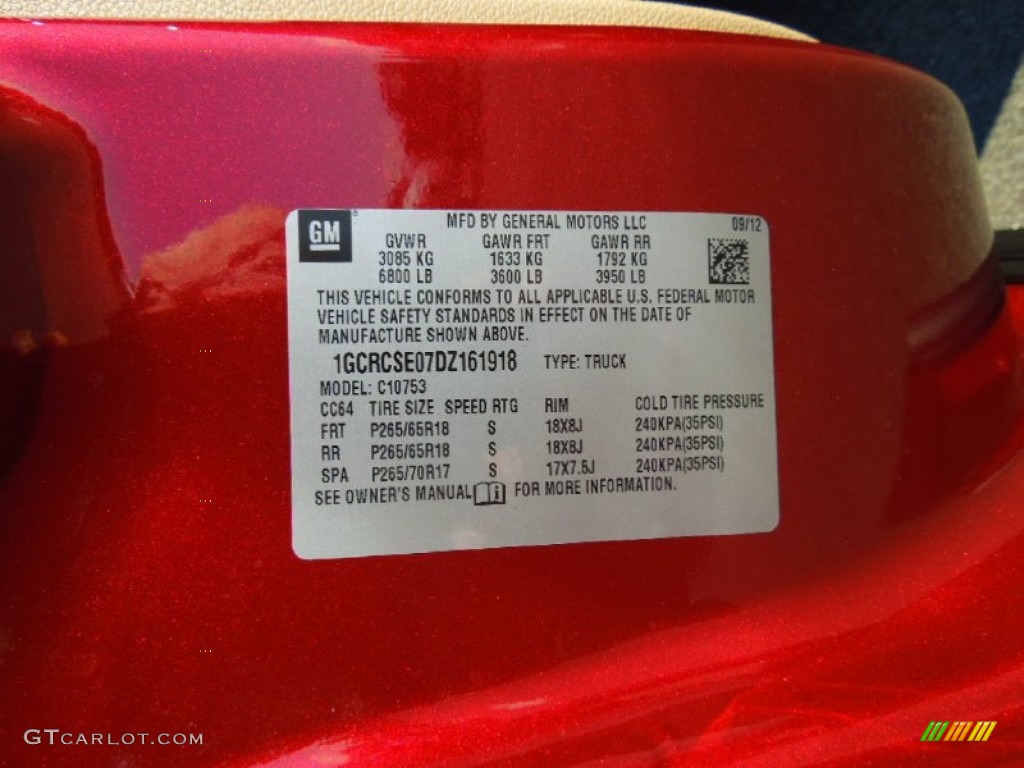 GM ®
MFD BY GENERAL MOTORS LLC 09/12
GVWR GAWR FRT GAWR RR
3085 KG 1633 KG 1792 KG
6800 LB 3600 LB 3950 LB
THIS VEHICLE CONFORMS TO ALL APPLICABLE U.S. FEDERAL MOTOR
VEHICLE SAFETY STANDARDS IN EFFECT ON THE DATE OF
MANUFACTURE SHOWN ABOVE.
1GCRCSE07DZ161918 TYPE: TRUCK
MODEL: C10753
CC64 TIRE SIZE SPEED RTG RIM COLD TIRE PRESSURE
FRT P265/65R18 S 18X8J 240KPA(35PSI)
RR P265/65R18 S 18X8J 240KPA(35PSI)
SPA P265/70R17 S 17X7.5J 240KPA(35PSI)
SEE OWNER'S MANUAL i FOR MORE INFORMATION.
GTCARLOT.COM